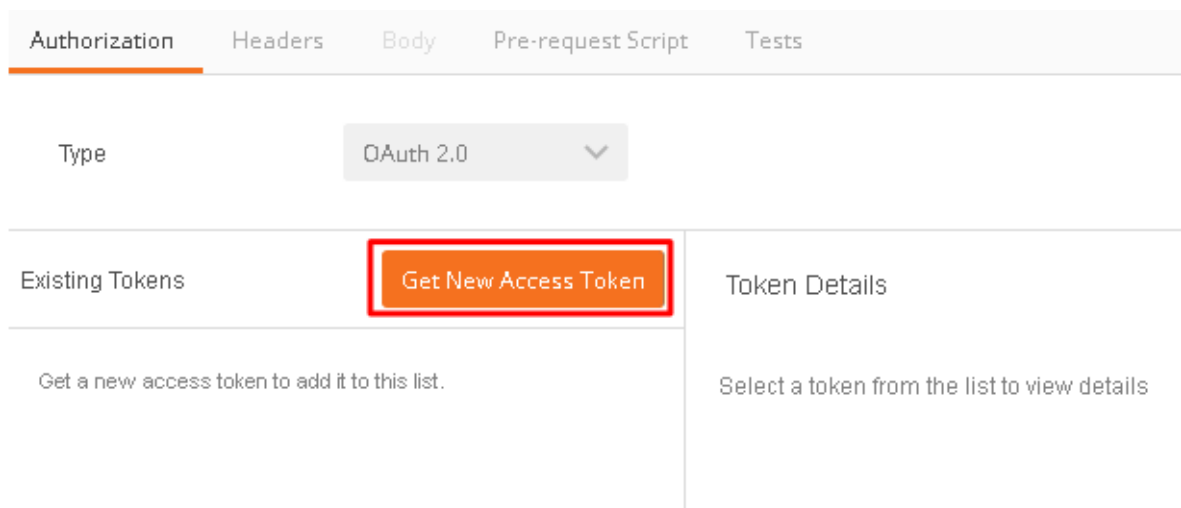 Authorization Headers Body Pre-request Script Tests
Type OAuth 2.0
Existing Tokens Get New Access Token Token Details
Get a new access token to add it to this list.
Select a token from the list to view details